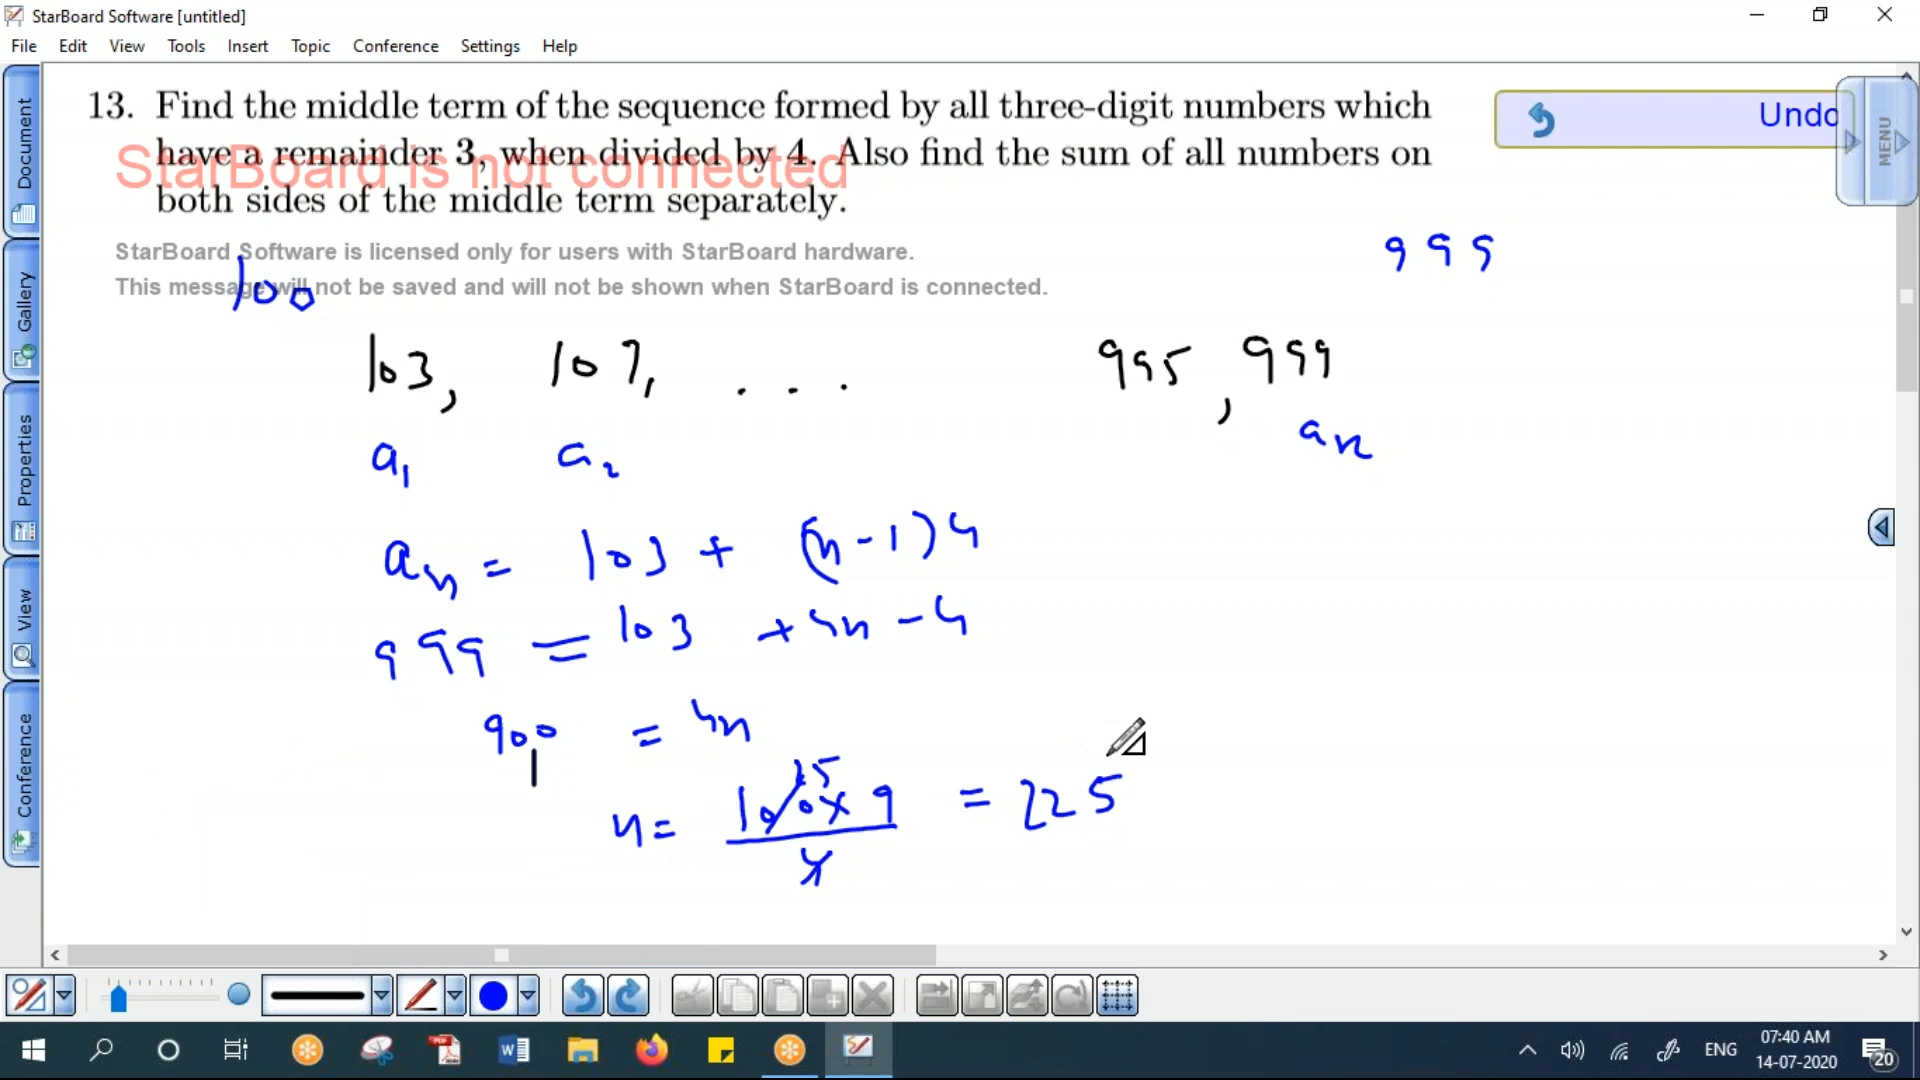 StarBoard Software [untitled]
File Edit View Tools Insert Topic Conference Settings Help
Document
Gallery
Properties
View
Conference
13. Find the middle term of the sequence formed by all three-digit numbers which
have a remainder 3, when divided by 4. Also find the sum of all numbers on
both sides of the middle term separately.
StarBoard is not connected
StarBoard Software is licensed only for users with StarBoard hardware.
This message will not be saved and will not be shown when StarBoard is connected.
Undo
MENU
100 999
103, 107, . . . 995, 999
a1 a2 an
an = 103 + (n-1)4
999 = 103 + 4n - 4
900 = 4n
n = 100 x 9 / 4 = 225
25
ENG
07:40 AM
14-07-2020
20